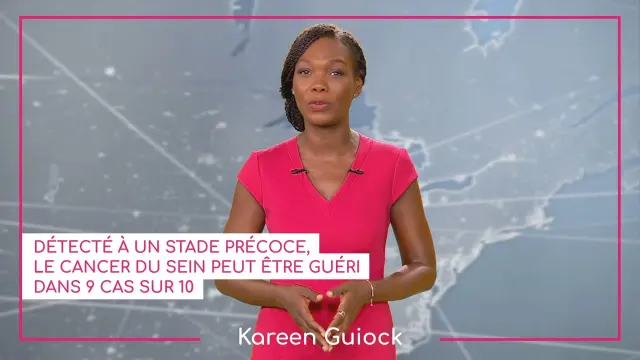 DÉTECTÉ À UN STADE PRÉCOCE,
LE CANCER DU SEIN PEUT ÊTRE GUÉRI
DANS 9 CAS SUR 10
Kareen Guiock